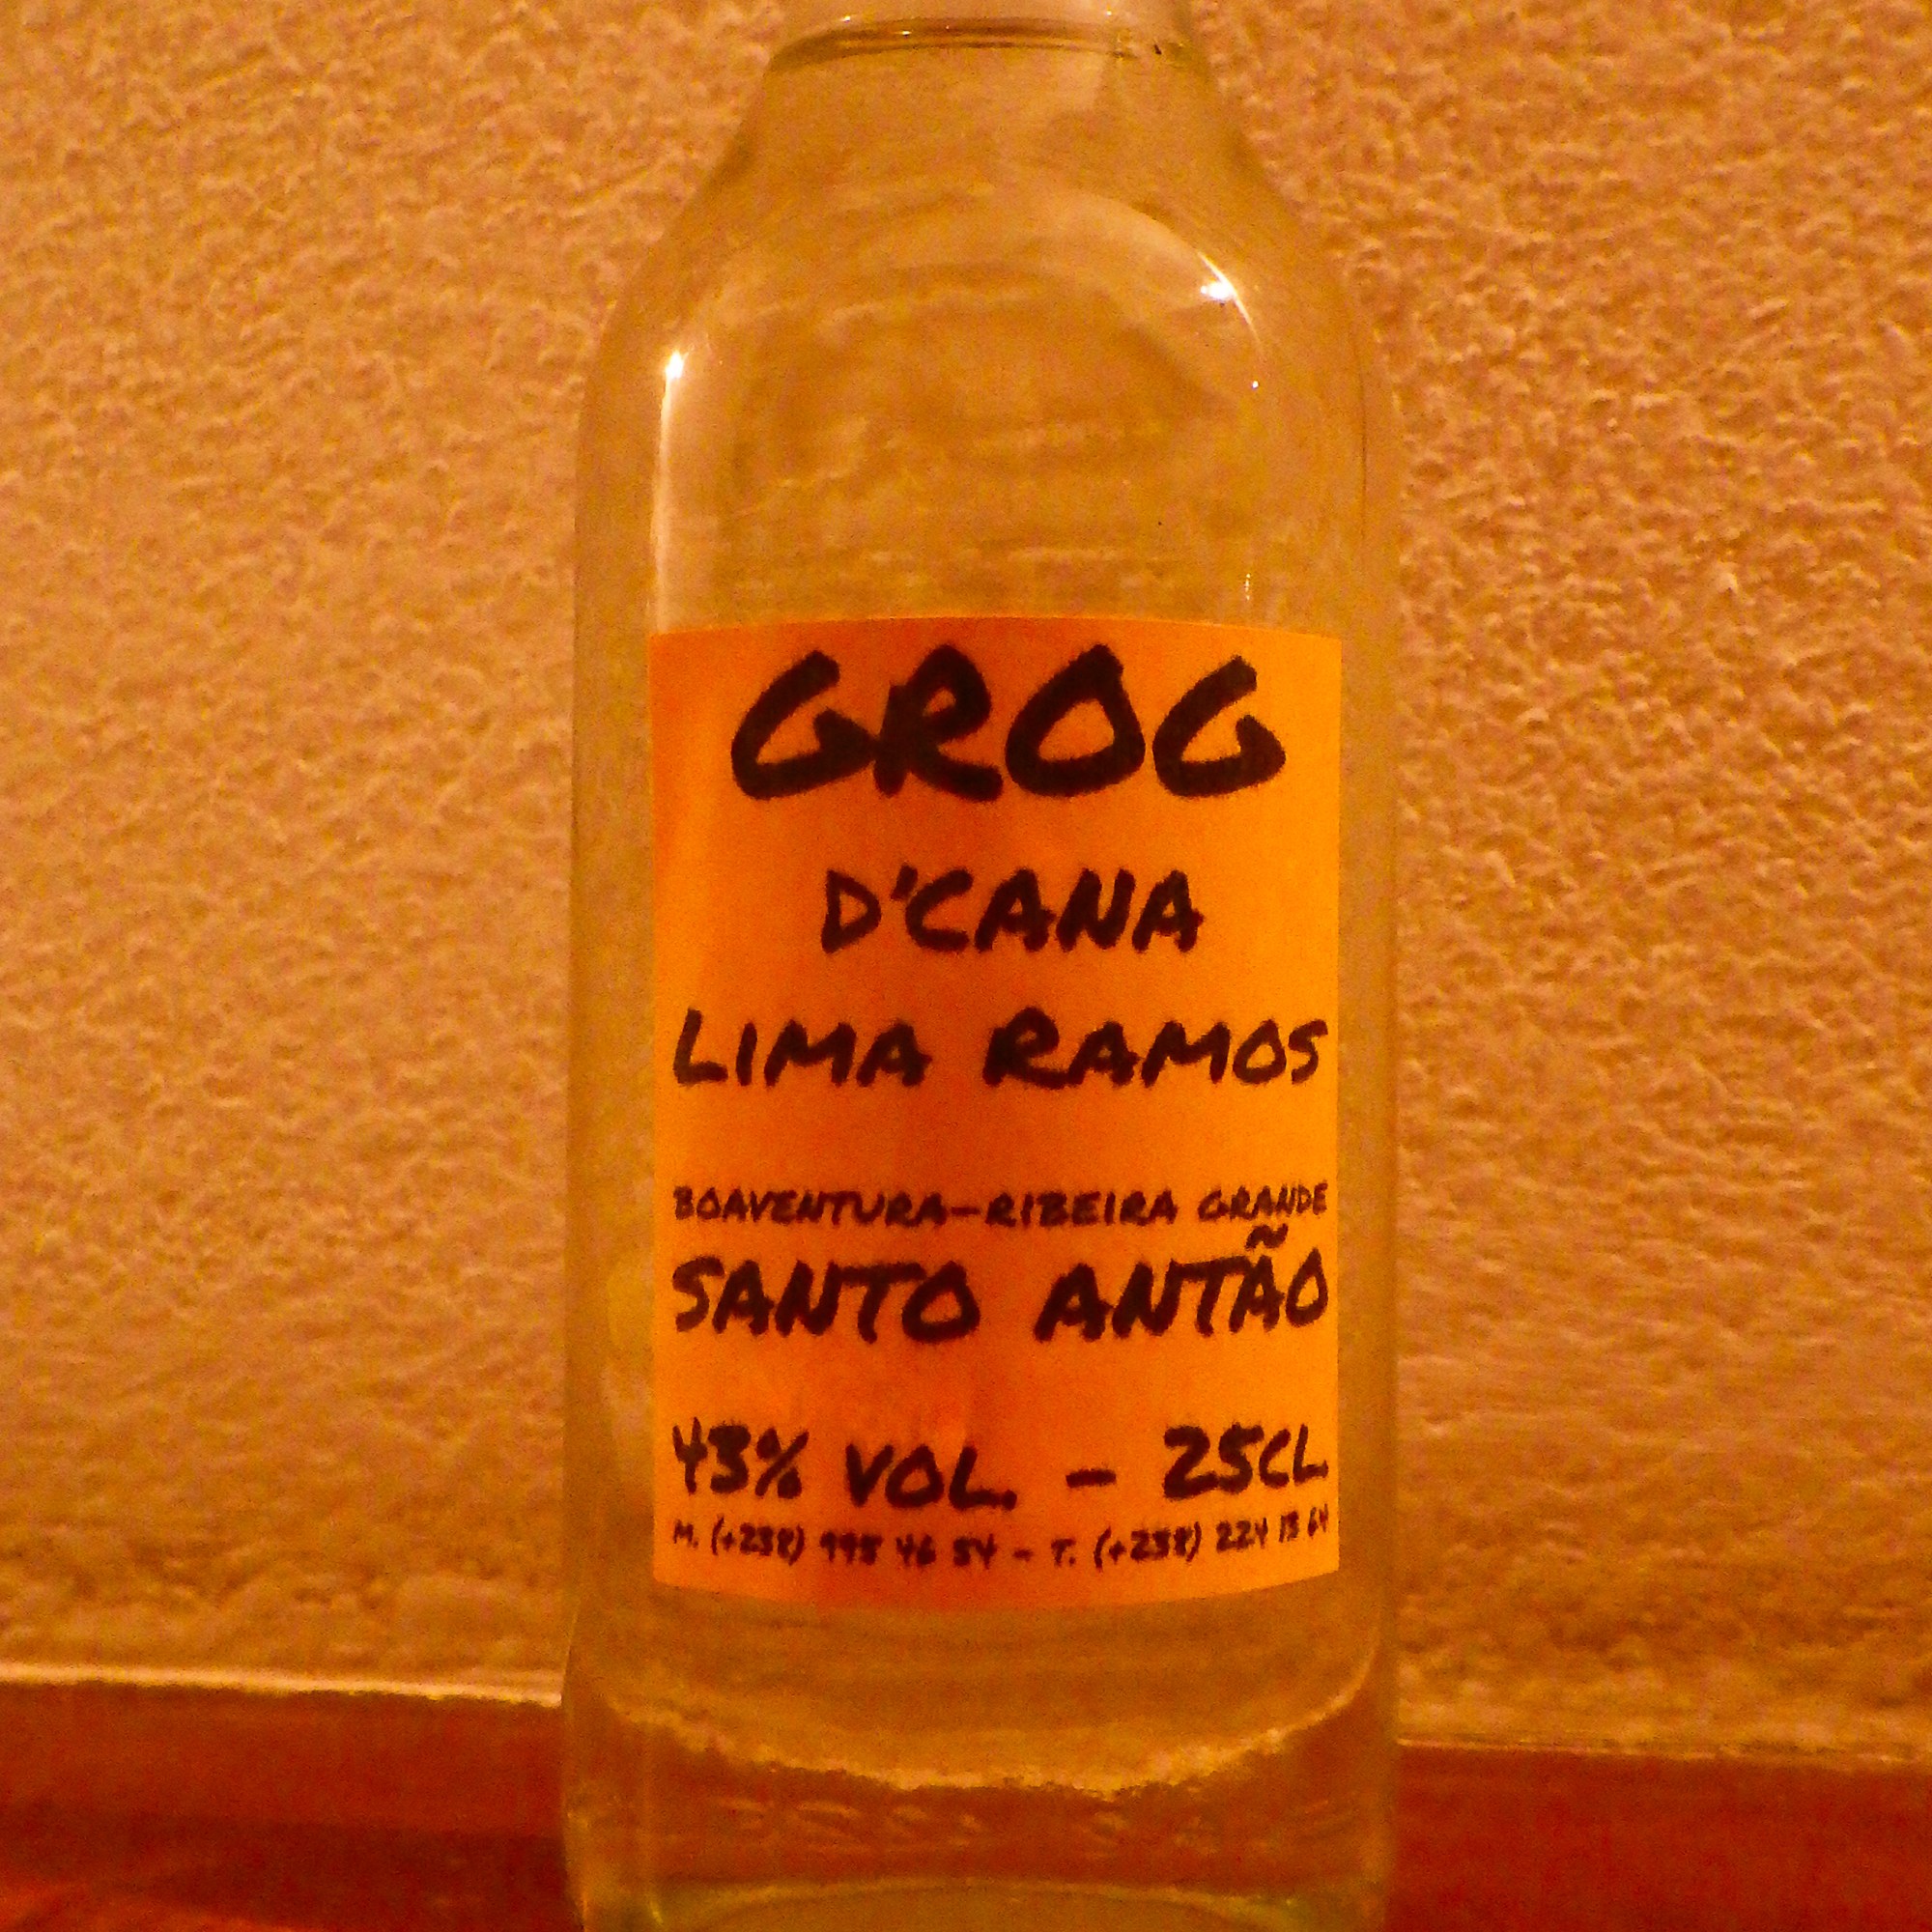 GROG
D'CANA
LIMA RAMOS
BOAVENTURA-RIBEIRA GRANDE
SANTO ANTÃO
43% VOL. - 25CL.
M. (+238) 995 46 54 - T. (+238) 224 13 64